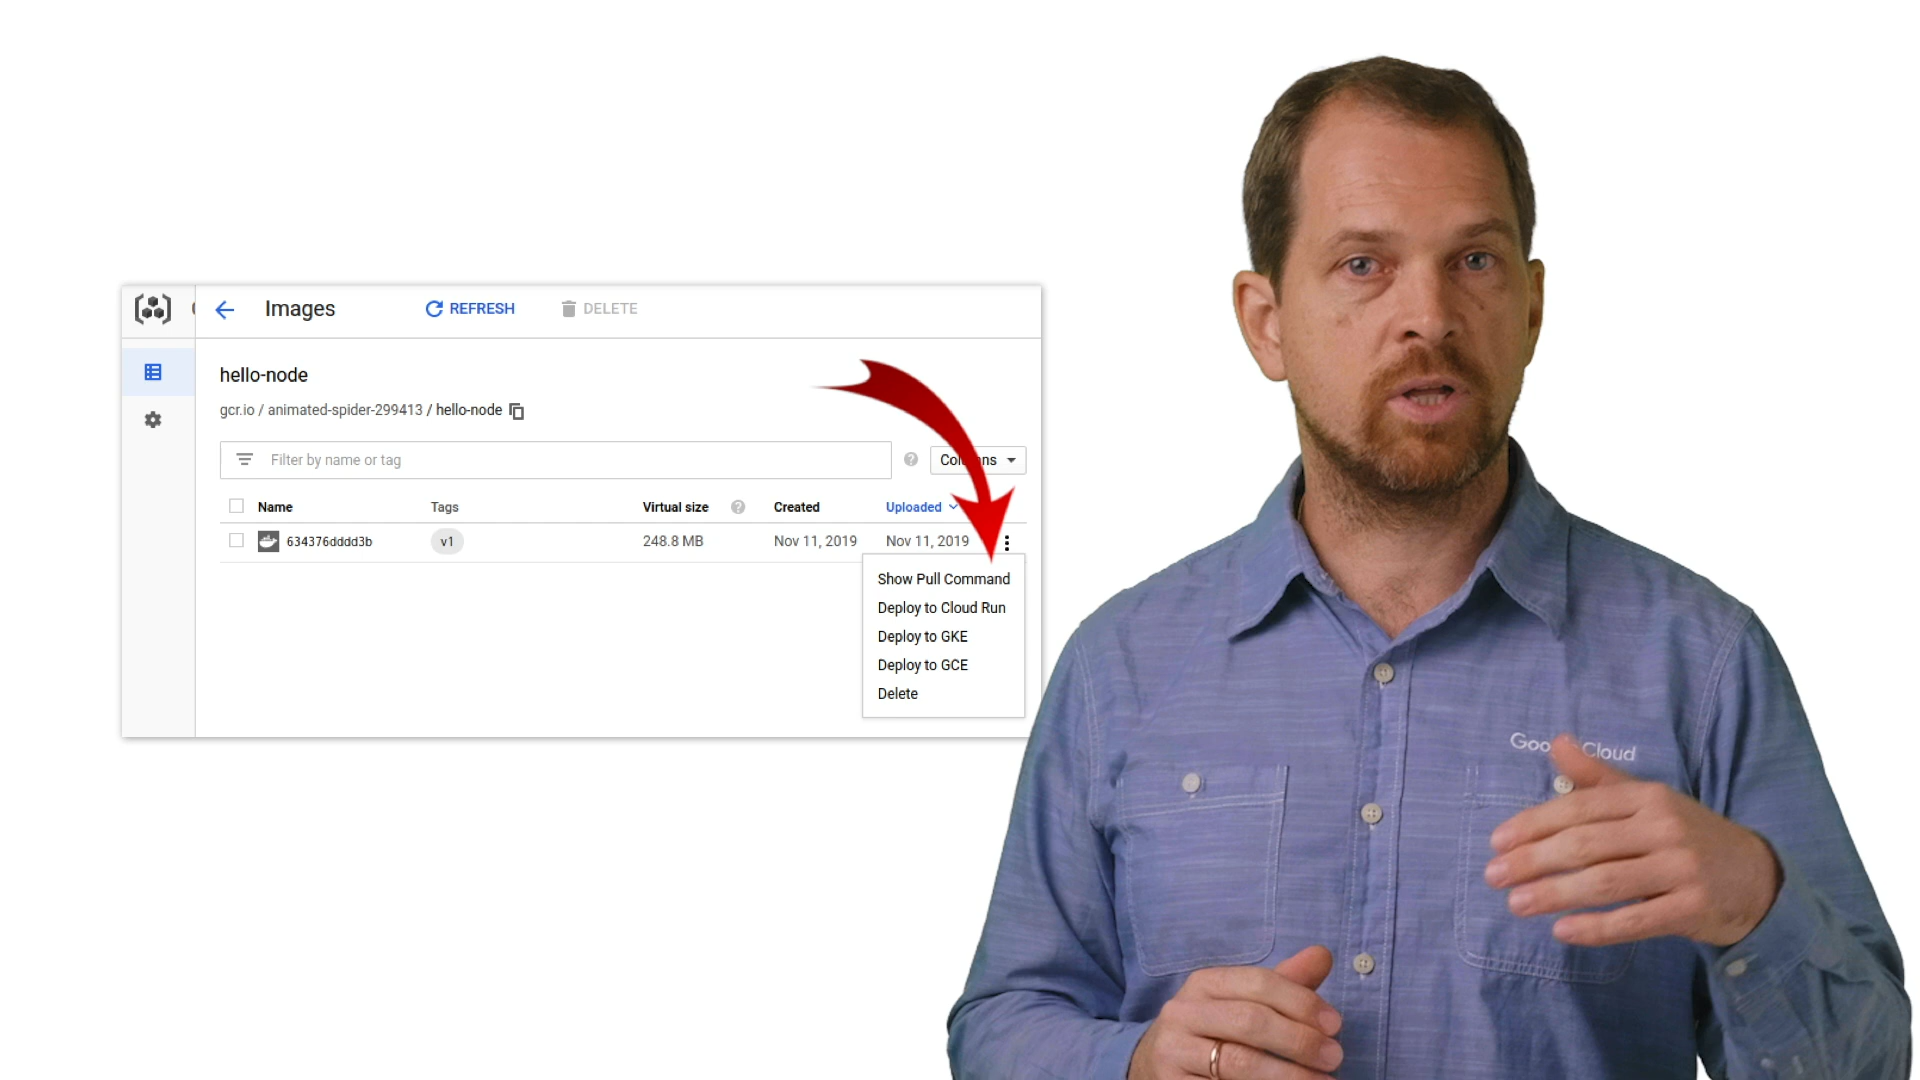 Images
REFRESH
DELETE
hello-node
gcr.io / animated-spider-299413 / hello-node
Filter by name or tag
Name Tags Virtual size Created Uploaded
634376dddd3b v1 248.8 MB Nov 11, 2019 Nov 11, 2019
Show Pull Command
Deploy to Cloud Run
Deploy to GKE
Deploy to GCE
Delete
Cloud